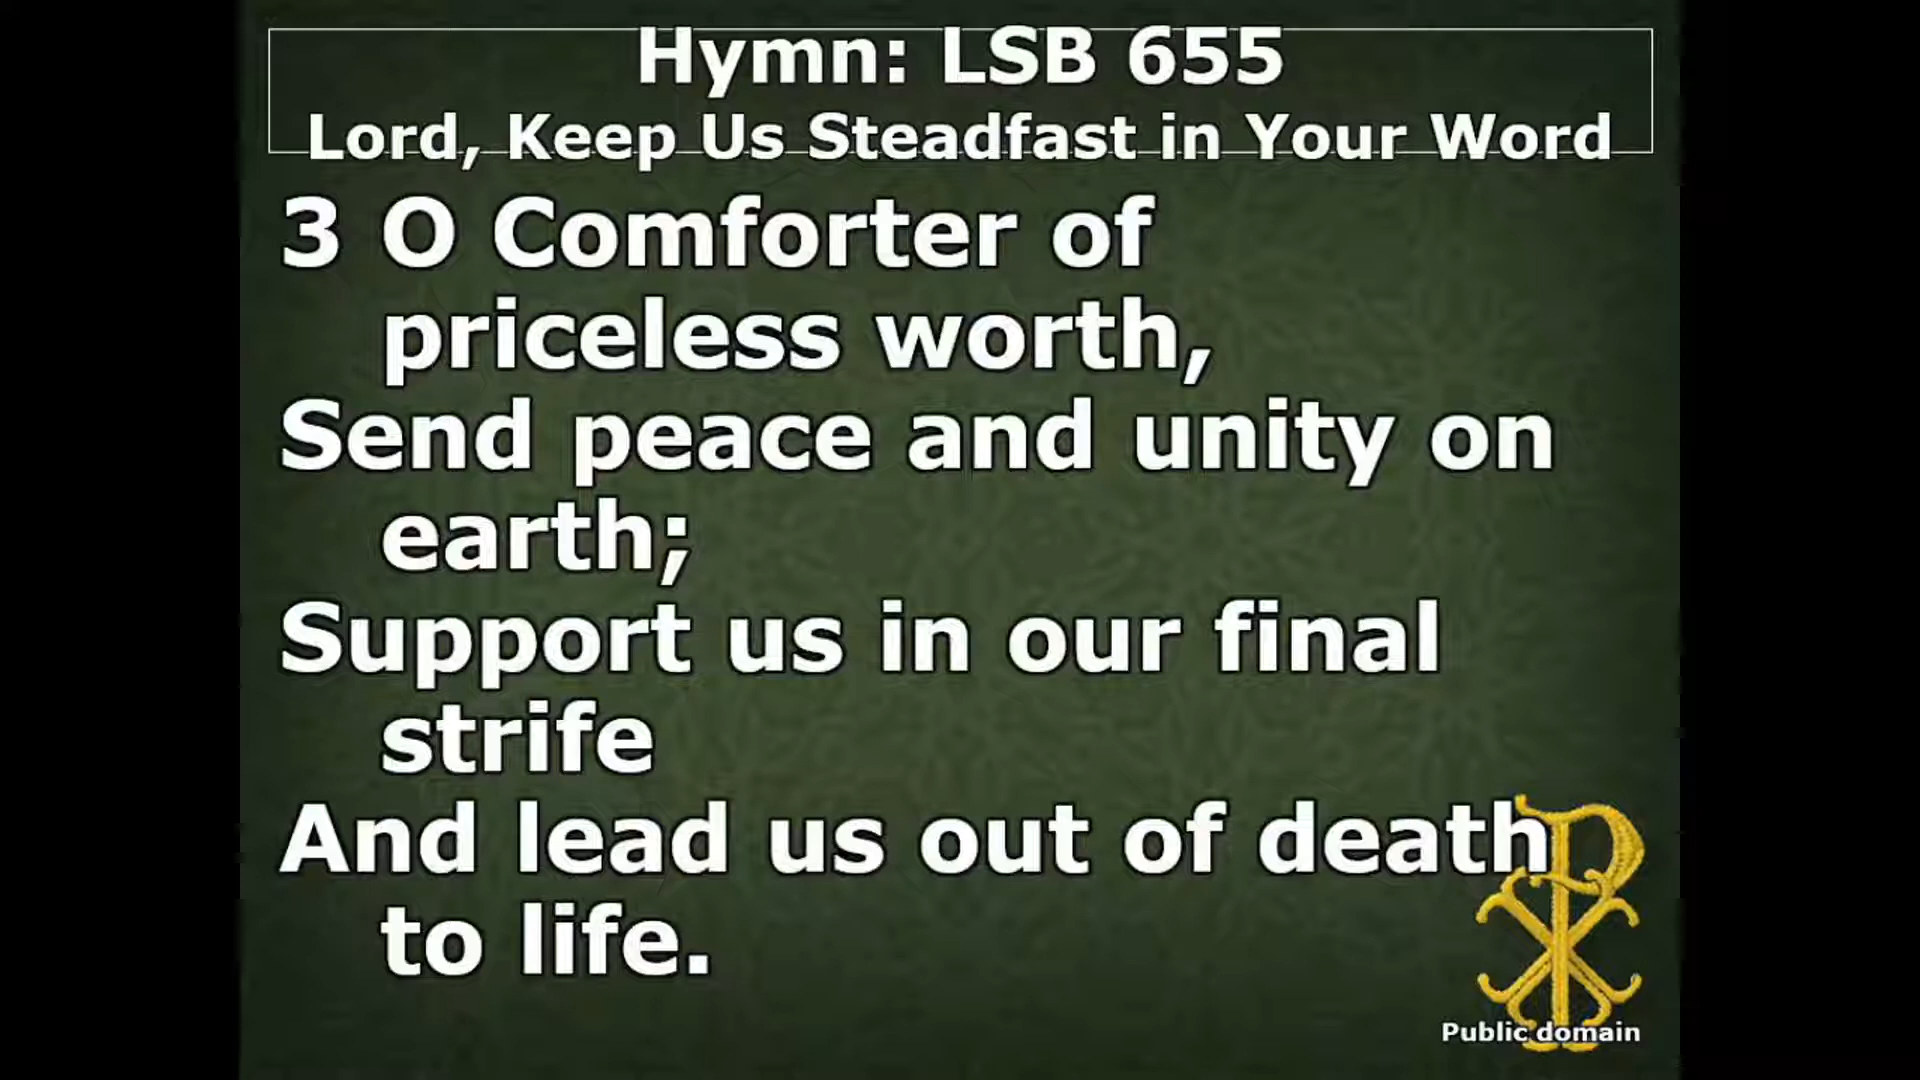 Hymn: LSB 655
Lord, Keep Us Steadfast in Your Word
3 O Comforter of
priceless worth,
Send peace and unity on
earth;
Support us in our final
strife
And lead us out of death
to life.
Public domain